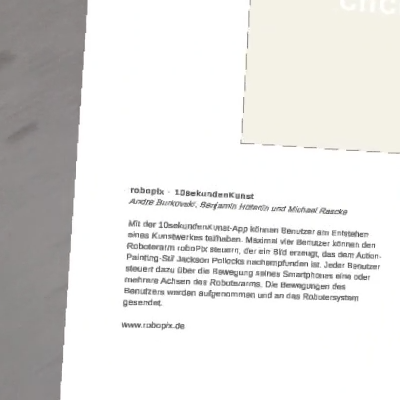 robopix · 10sekundenKunst
Andre Burkovski, Benjamin Höferlin und Michael Raschke
Mit der 10sekundenKunst-App können Benutzer am Entstehen
eines Kunstwerkes teilhaben. Maximal vier Benutzer können den
Roboterarm roboPix steuern, der ein Bild erzeugt, das dem Action-
Painting-Stil Jackson Pollocks nachempfunden ist. Jeder Benutzer
steuert dazu über die Bewegung seines Smartphones eine oder
mehrere Achsen des Roboterarms. Die Bewegungen des
Benutzers werden aufgenommen und an das Robotersystem
gesendet.
www.robopix.de